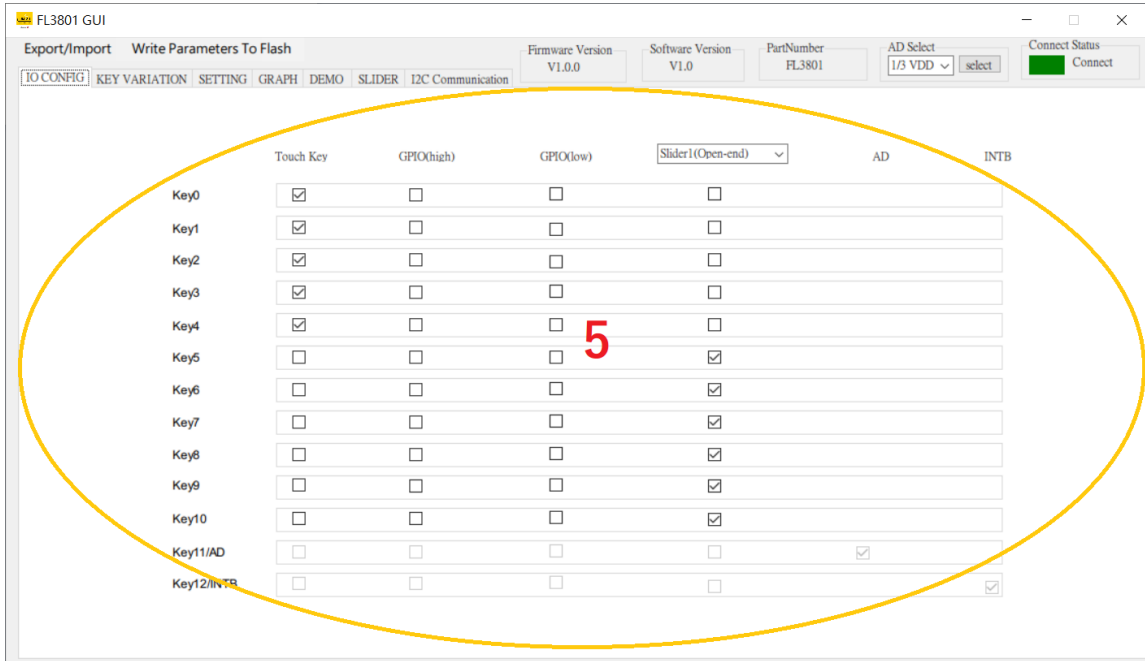 FL3801 GUI
Export/Import Write Parameters To Flash
Firmware Version
V1.0.0
Software Version
V1.0
PartNumber
FL3801
AD Select
1/3 VDD select
Connect Status
Connect
IO CONFIG KEY VARIATION SETTING GRAPH DEMO SLIDER I2C Communication
Touch Key GPIO(high) GPIO(low) Slider1(Open-end) AD INTB
Key0
Key1
Key2
Key3
Key4
5
Key5
Key6
Key7
Key8
Key9
Key10
Key11/AD
Key12/INTB